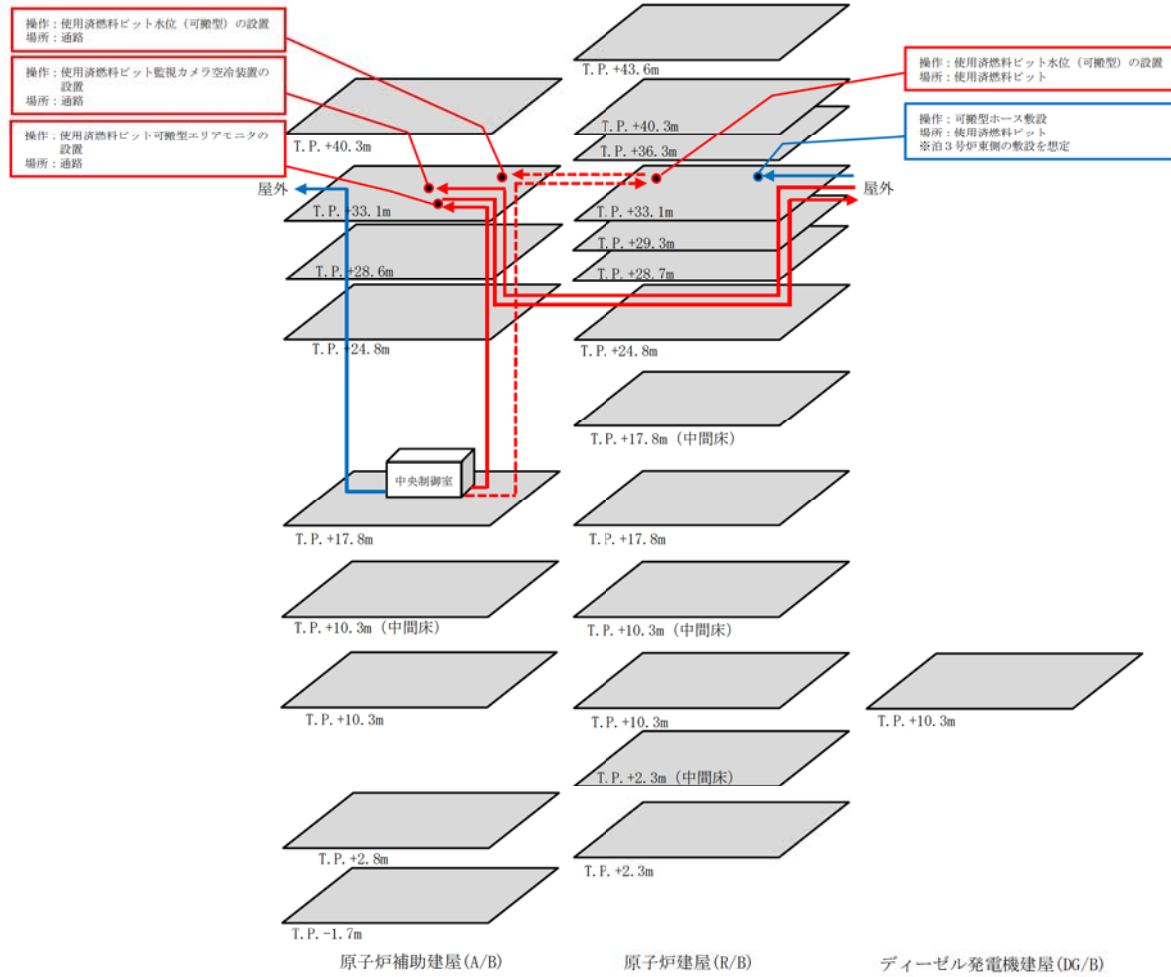 操作：使用済燃料ピット水位（可搬型）の設置
場所：通路
操作：使用済燃料ピット監視カメラ空冷装置の
設置
場所：通路
操作：使用済燃料ピット可搬型エリアモニタの
設置
場所：通路
操作：使用済燃料ピット水位（可搬型）の設置
場所：使用済燃料ピット
操作：可搬型ホース敷設
場所：使用済燃料ピット
※泊３号炉東側の敷設を想定
T.P.+43.6m
T.P.+40.3m
T.P.+40.3m
T.P.+36.3m
屋外
T.P.+33.1m
T.P.+33.1m
屋外
T.P.+29.3m
T.P.+28.6m
T.P.+28.7m
T.P.+24.8m
T.P.+24.8m
T.P.+17.8m（中間床）
中央制御室
T.P.+17.8m
T.P.+17.8m
T.P.+10.3m（中間床）
T.P.+10.3m（中間床）
T.P.+10.3m
T.P.+10.3m
T.P.+10.3m
T.P.+2.3m（中間床）
T.P.+2.8m
T.P.+2.3m
T.P.-1.7m
原子炉補助建屋(A/B)
原子炉建屋(R/B)
ディーゼル発電機建屋(DG/B)